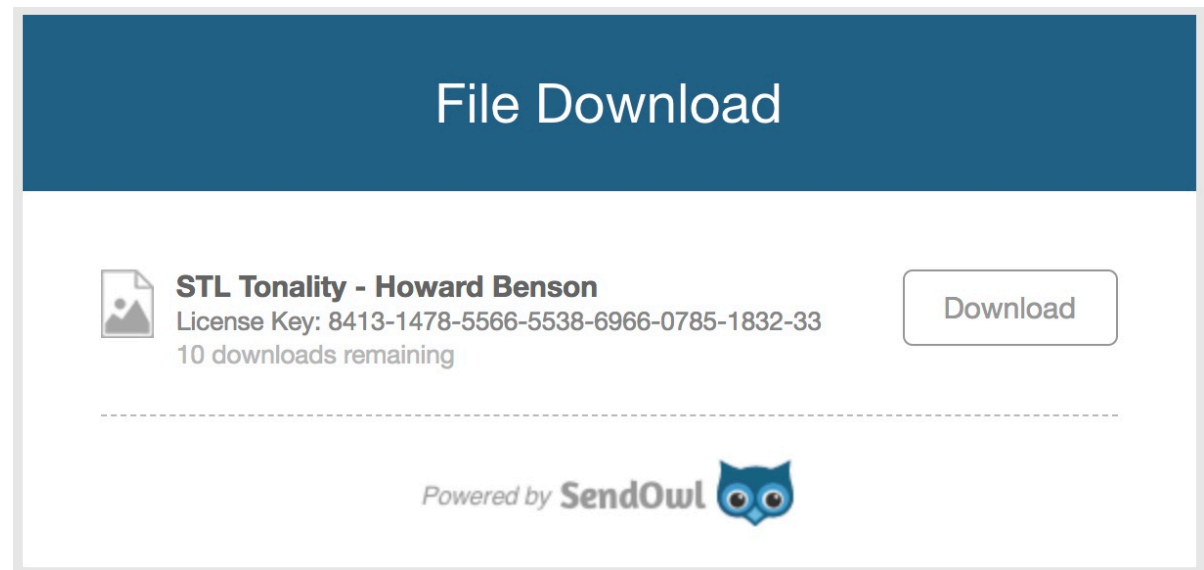 File Download
STL Tonality - Howard Benson
License Key: 8413-1478-5566-5538-6966-0785-1832-33
10 downloads remaining
Download
Powered by SendOwl